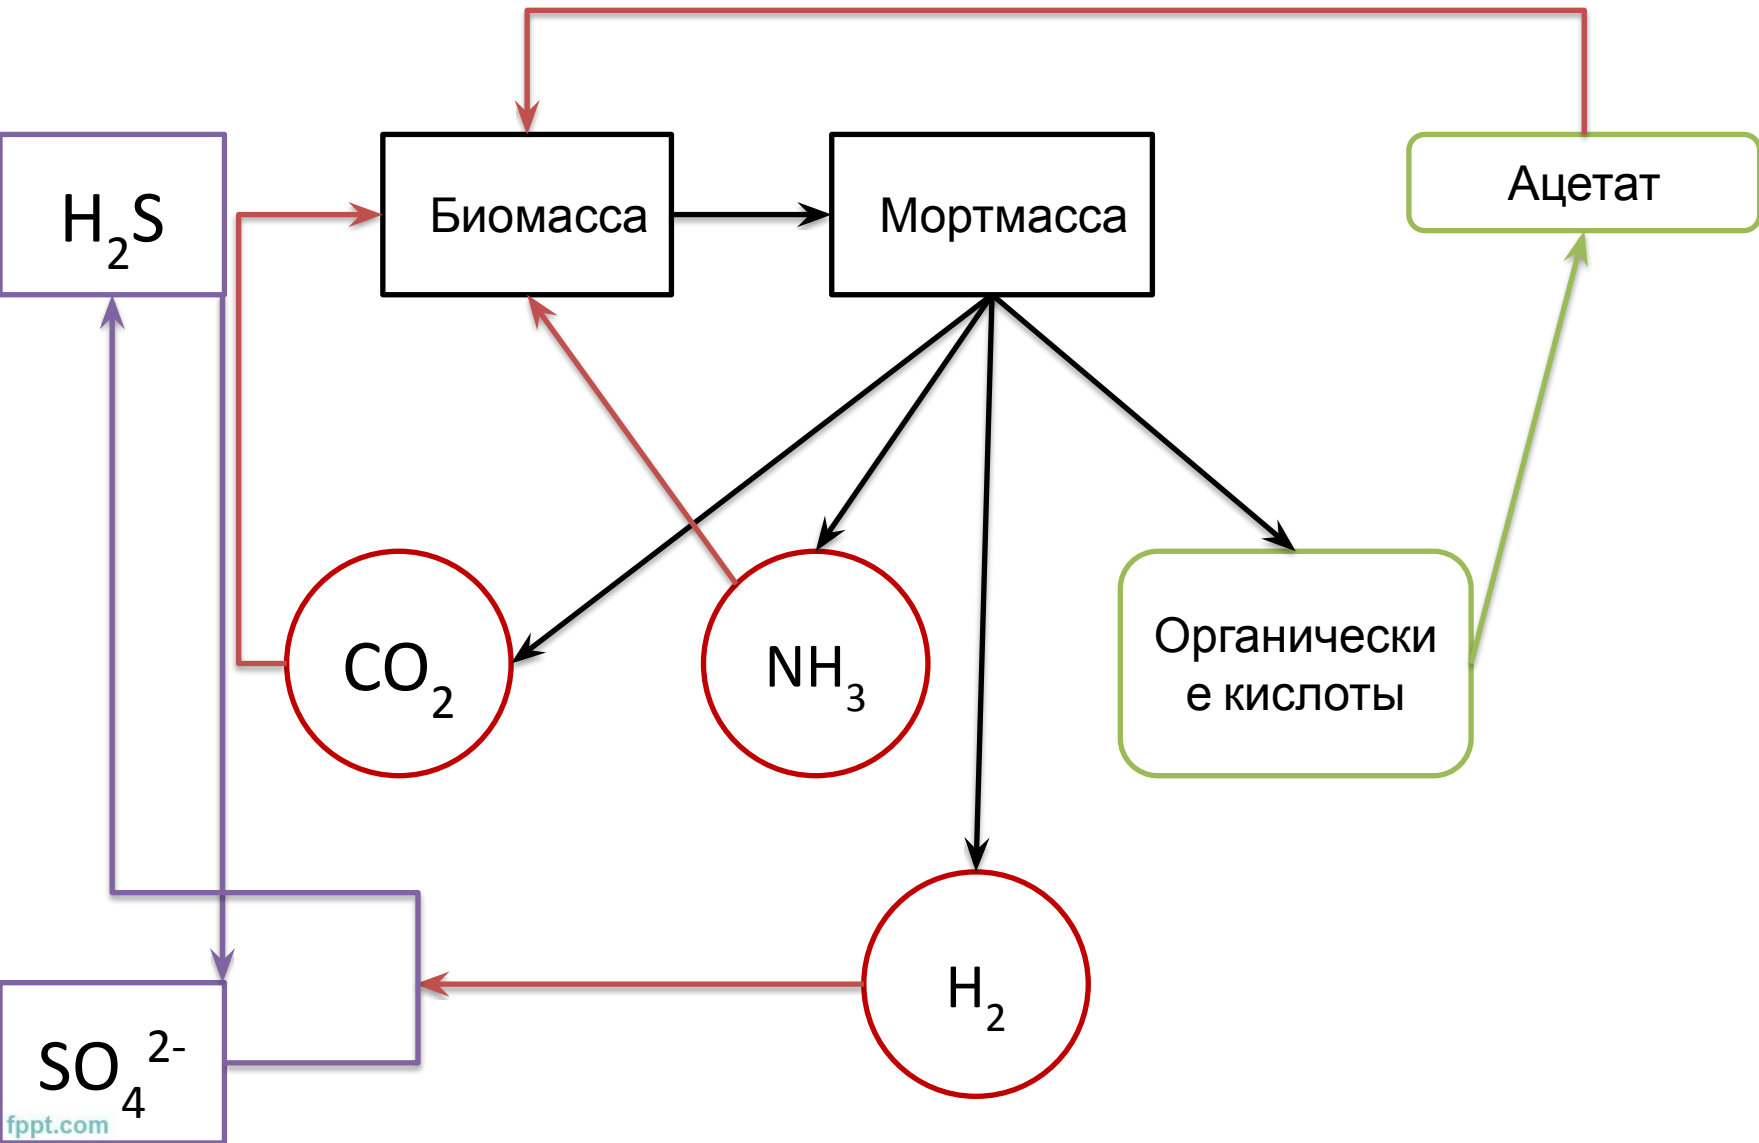 H₂S
Биомасса
Мортмасса
Ацетат
CO₂
NH₃
Органически
е кислоты
H₂
SO₄²⁻
fppt.com